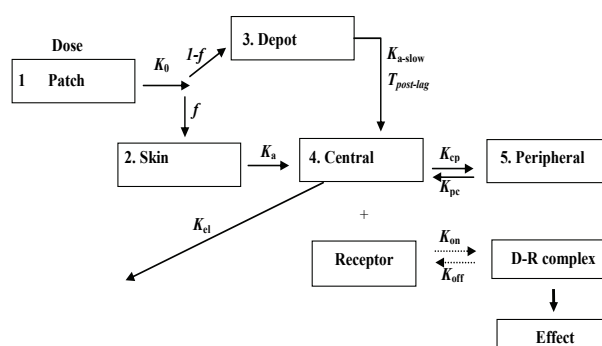 Dose
1 Patch
K0
1-f
f
3. Depot
Ka-slow
Tpost-lag
2. Skin
Ka
4. Central
Kcp
Kpc
5. Peripheral
Kel
+
Receptor
Kon
Koff
D-R complex
Effect